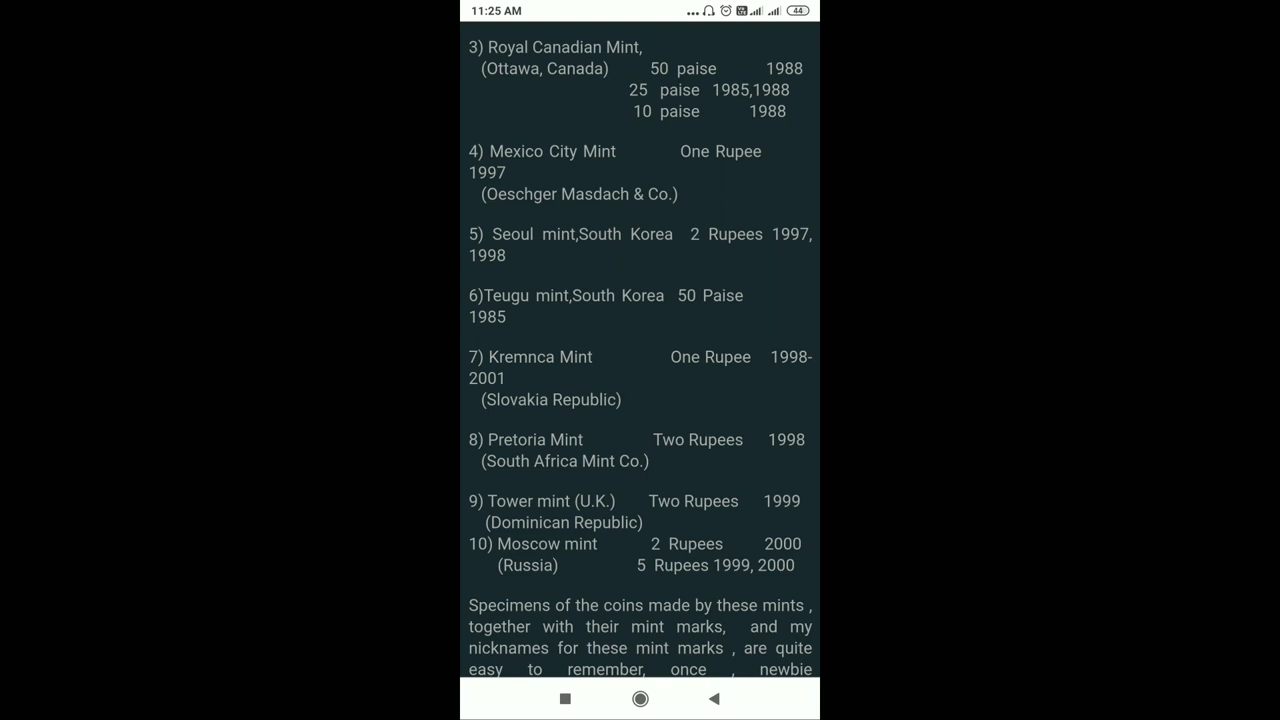 11:25 AM
44
3) Royal Canadian Mint,
(Ottawa, Canada) 50 paise 1988
25 paise 1985,1988
10 paise 1988
4) Mexico City Mint One Rupee
1997
(Oeschger Masdach & Co.)
5) Seoul mint,South Korea 2 Rupees 1997,
1998
6)Teugu mint,South Korea 50 Paise
1985
7) Kremnca Mint One Rupee 1998-
2001
(Slovakia Republic)
8) Pretoria Mint Two Rupees 1998
(South Africa Mint Co.)
9) Tower mint (U.K.) Two Rupees 1999
(Dominican Republic)
10) Moscow mint 2 Rupees 2000
(Russia) 5 Rupees 1999, 2000
Specimens of the coins made by these mints ,
together with their mint marks, and my
nicknames for these mint marks , are quite
easy to remember, once , newbie